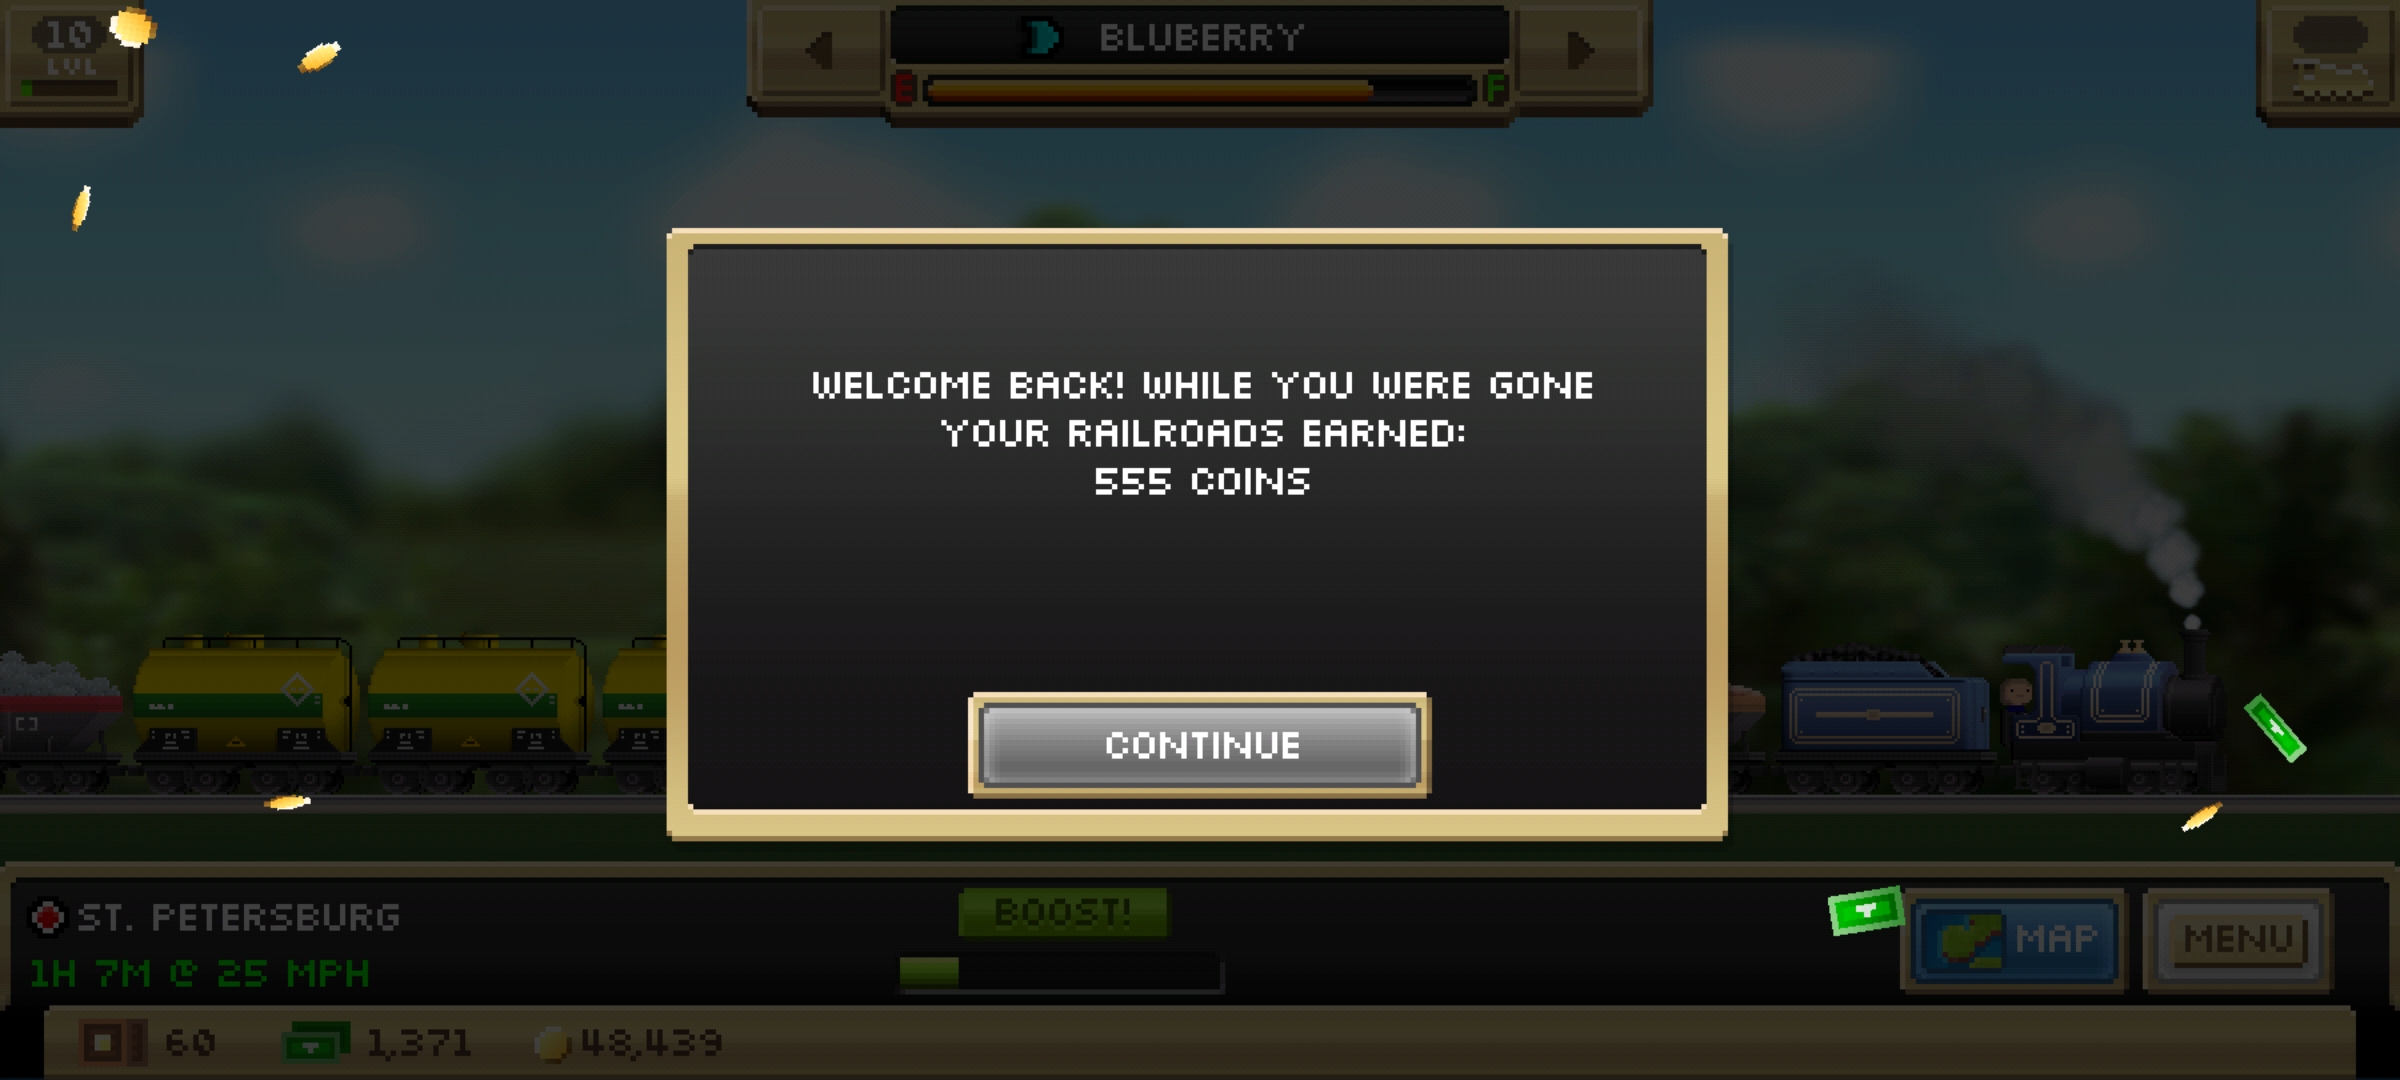 10
LVL
BLUBERRY
E
F
WELCOME BACK! WHILE YOU WERE GONE
YOUR RAILROADS EARNED:
555 COINS
CONTINUE
ST. PETERSBURG
1H 7M @ 25 MPH
BOOST!
MAP
MENU
60
1,371
48,439